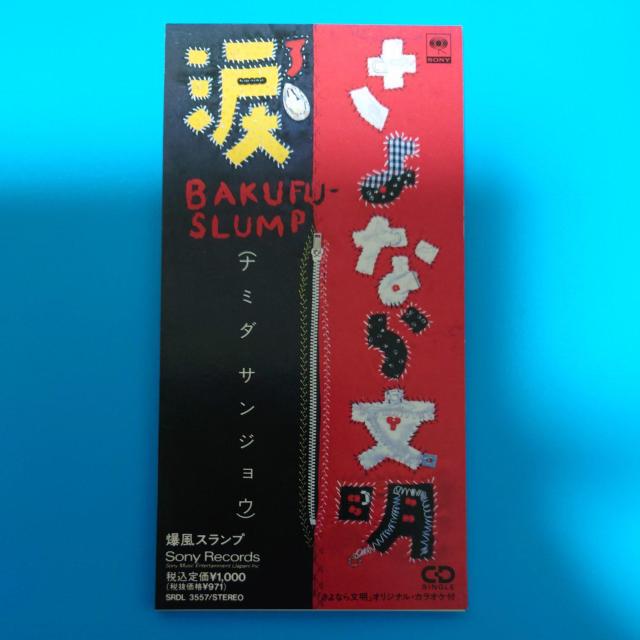 さよなら文明
涙³
BAKUFU-
SLUMP
(ナミダ サンジョウ)
爆風スランプ
Sony Records
Sony Music Entertainment (Japan) Inc.
税込定価¥1,000
(税抜価格¥971)
SRDL 3557/STEREO
SONY
CD
SINGLE
「さよなら文明」オリジナル・カラオケ付